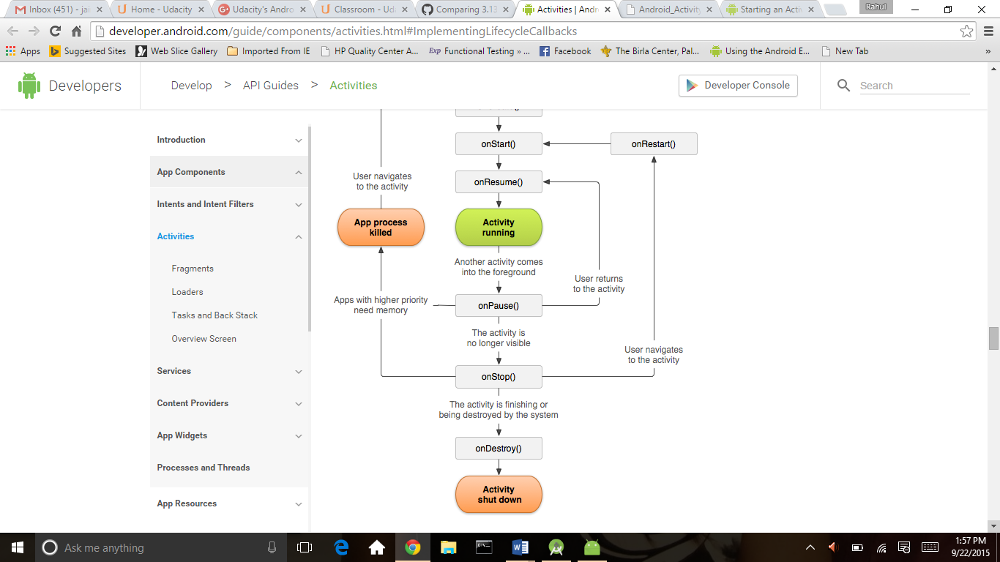 Inbox (451) - jai
Home - Udacity
Udacity's Andro
Classroom - Uda
Comparing 3.13
Activities | Andr
Android_Activity
Starting an Activ
Rahul
developer.android.com/guide/components/activities.html#ImplementingLifecycleCallbacks
Apps
Suggested Sites
Web Slice Gallery
Imported From IE
HP Quality Center A...
Exp Functional Testing » ...
Facebook
The Birla Center, Pal...
Using the Android E...
New Tab
»
Developers
Develop > API Guides > Activities
Developer Console
Search
Introduction
App Components
Intents and Intent Filters
Activities
Fragments
Loaders
Tasks and Back Stack
Overview Screen
Services
Content Providers
App Widgets
Processes and Threads
App Resources
onStart()
onRestart()
User navigates
to the activity
onResume()
App process
killed
Activity
running
Another activity comes
into the foreground
User returns
to the activity
Apps with higher priority
need memory
onPause()
The activity is
no longer visible
User navigates
to the activity
onStop()
The activity is finishing or
being destroyed by the system
onDestroy()
Activity
shut down
Ask me anything
1:57 PM
9/22/2015